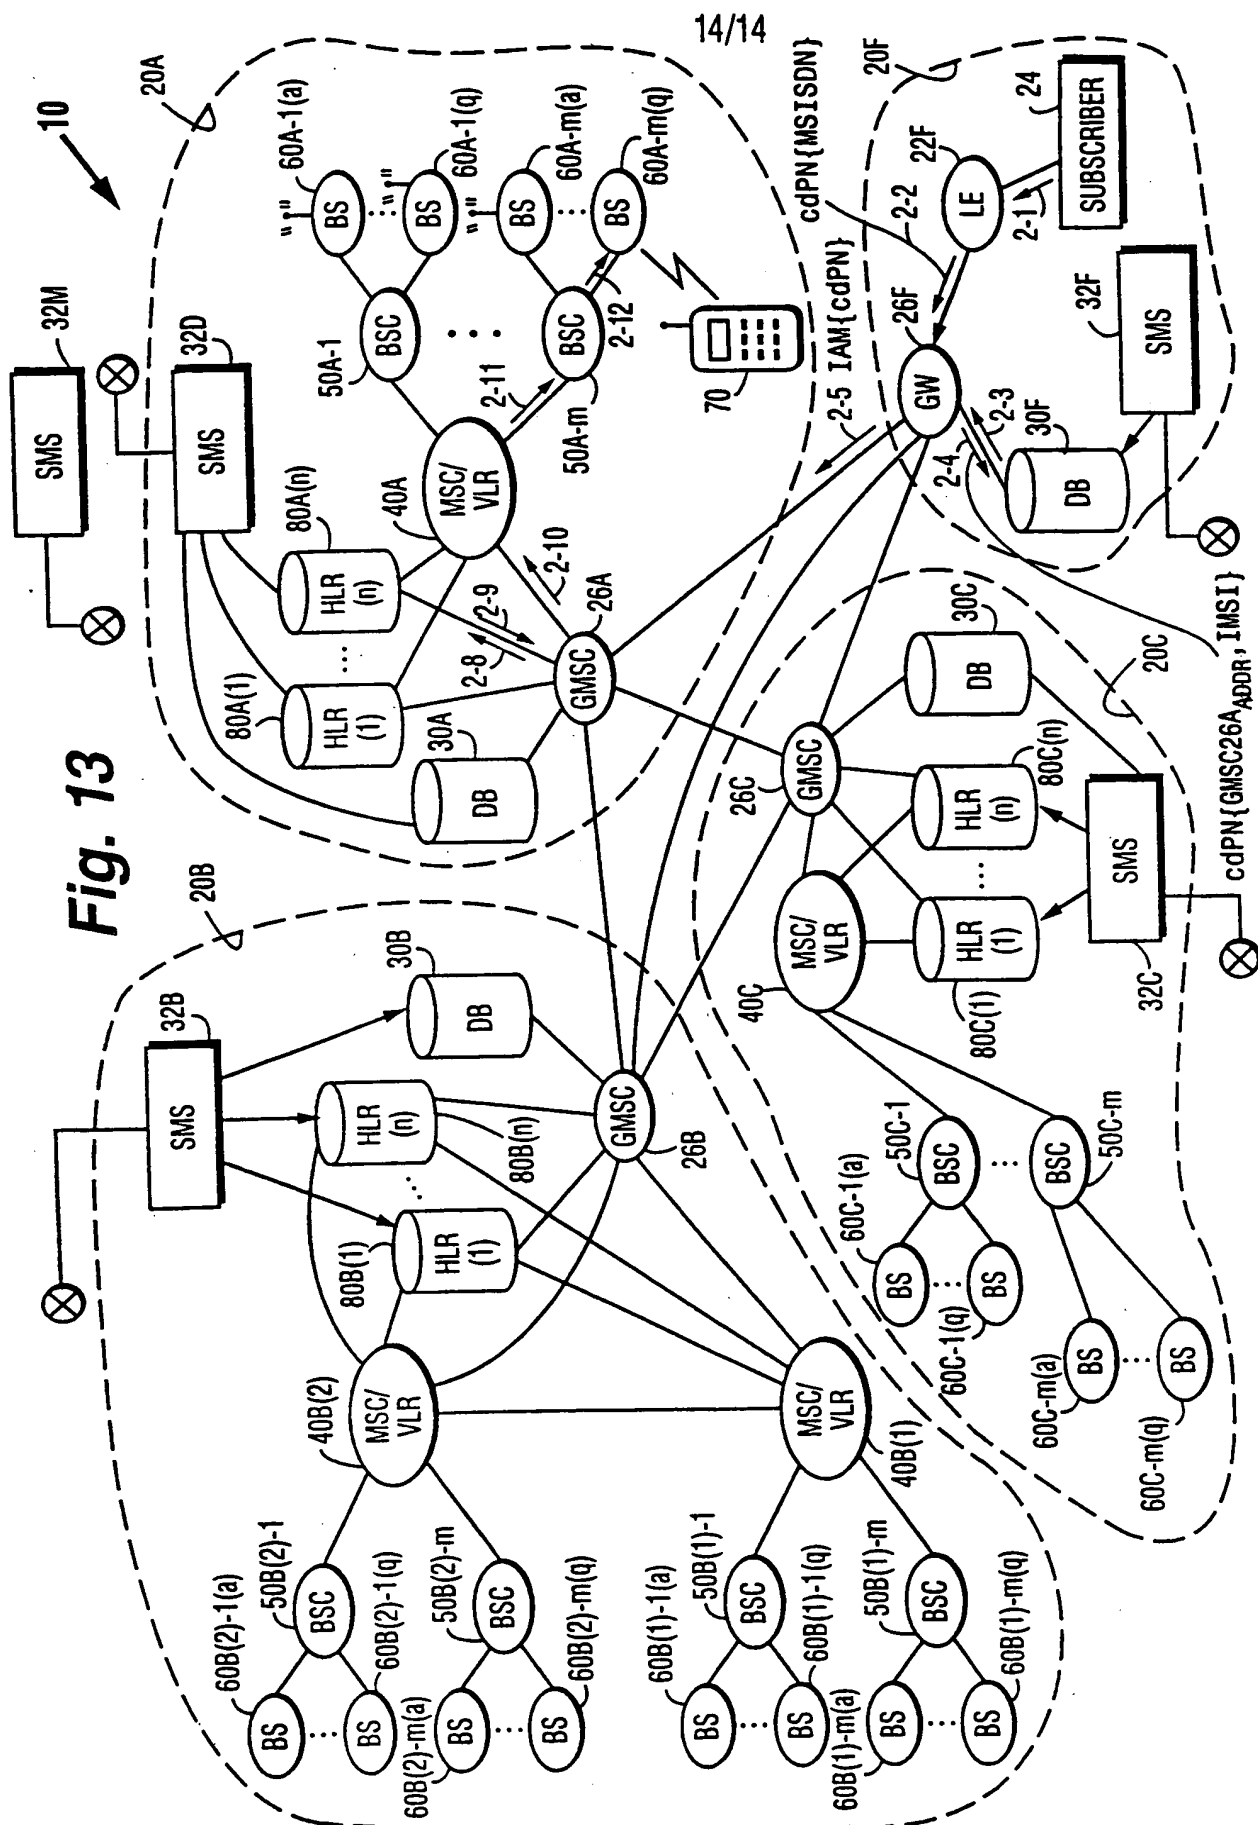 14/14
Fig. 13
10
SMS
32M
20A
SMS
32D
HLR
(n)
80A(n)
...
HLR
(1)
80A(1)
DB
30A
GMSC
26A
2-8
2-9
2-10
MSC/
VLR
40A
2-11
BSC
50A-1
BSC
50A-m
2-12
BS
60A-1(a)
BS
60A-1(q)
BS
60A-m(a)
BS
60A-m(q)
" "
" "
" "
70
20B
SMS
32B
DB
30B
HLR
(n)
80B(n)
...
HLR
(1)
80B(1)
GMSC
26B
MSC/
VLR
40B(2)
MSC/
VLR
40B(1)
BSC
50B(2)-1
BSC
50B(2)-m
BS
60B(2)-1(a)
BS
60B(2)-1(q)
BS
60B(2)-m(a)
BS
60B(2)-m(q)
BSC
50B(1)-1
BSC
50B(1)-m
BS
60B(1)-1(a)
BS
60B(1)-1(q)
BS
60B(1)-m(a)
BS
60B(1)-m(q)
20C
GMSC
26C
DB
30C
MSC/
VLR
40C
HLR
(n)
80C(n)
...
HLR
(1)
80C(1)
SMS
32C
BSC
50C-1
BSC
50C-m
BS
60C-1(a)
BS
60C-1(q)
BS
60C-m(a)
BS
60C-m(q)
20F
cdPN{MSISDN}
2-2
2-5 IAM{cdPN}
GW
26F
LE
22F
2-1
SUBSCRIBER
24
2-3
2-4
DB
30F
SMS
32F
cdPN{GMSC26A ADDR, IMSI}